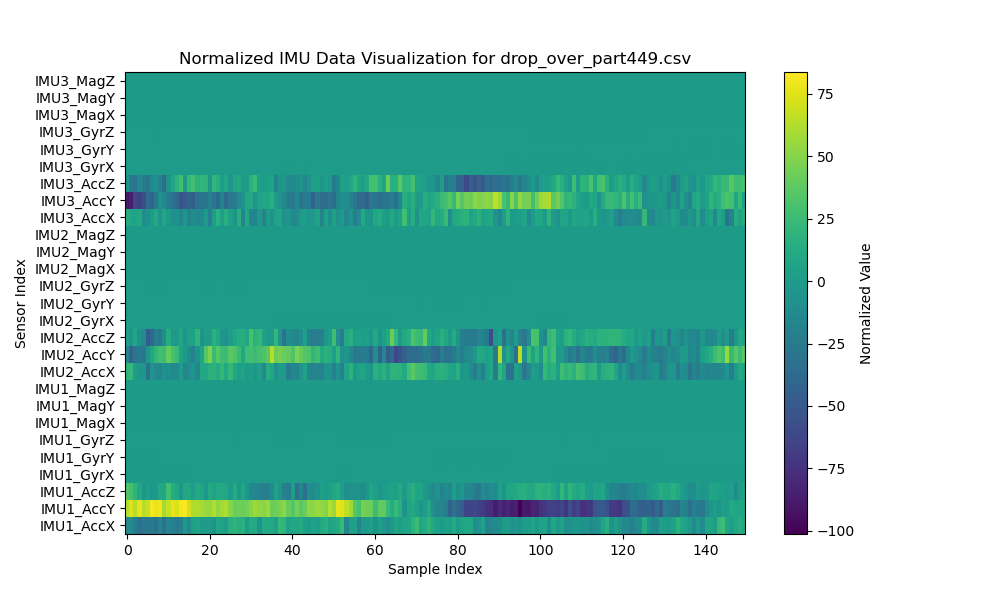 Normalized IMU Data Visualization for drop_over_part449.csv
IMU3_MagZ
IMU3_MagY
IMU3_MagX
IMU3_GyrZ
IMU3_GyrY
IMU3_GyrX
IMU3_AccZ
IMU3_AccY
IMU3_AccX
IMU2_MagZ
IMU2_MagY
IMU2_MagX
IMU2_GyrZ
IMU2_GyrY
IMU2_GyrX
IMU2_AccZ
IMU2_AccY
IMU2_AccX
IMU1_MagZ
IMU1_MagY
IMU1_MagX
IMU1_GyrZ
IMU1_GyrY
IMU1_GyrX
IMU1_AccZ
IMU1_AccY
IMU1_AccX
Sensor Index
0 20 40 60 80 100 120 140
Sample Index
75
50
25
0
−25
−50
−75
−100
Normalized Value